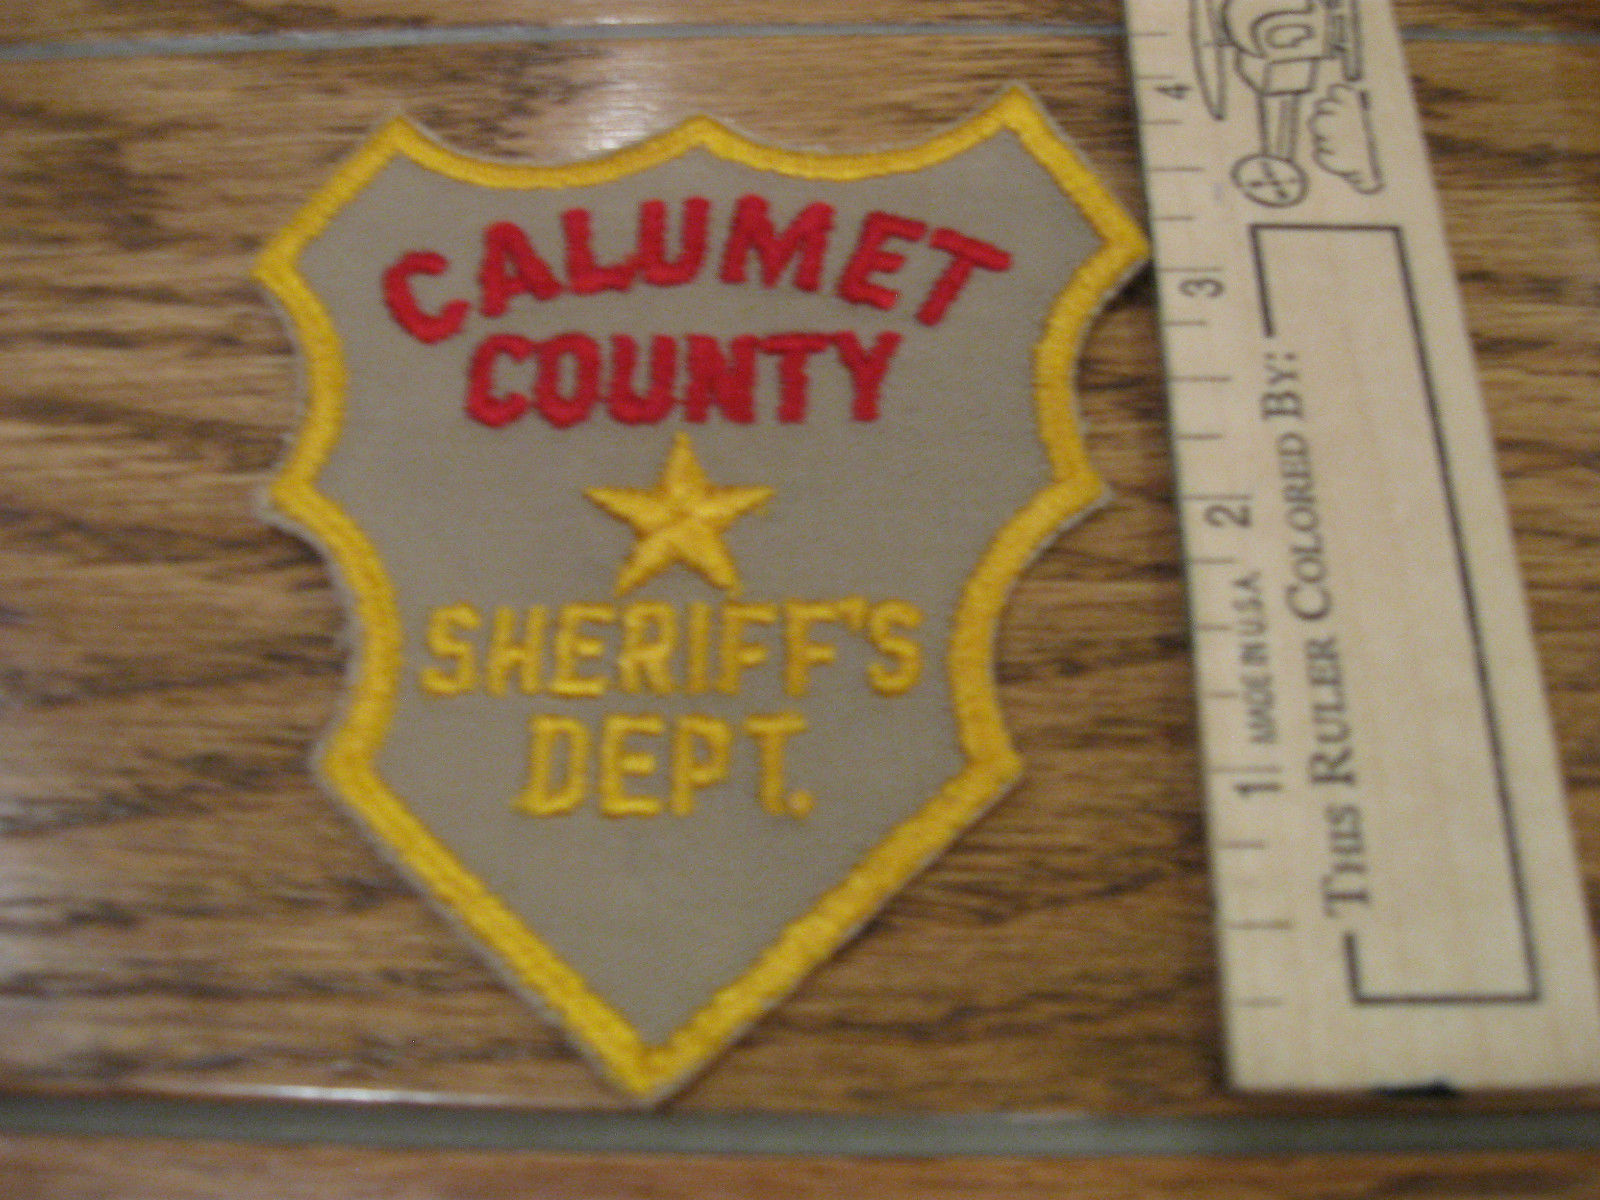 CALUMET
COUNTY
SHERIFF'S
DEPT.
4
3
2
1
MADE IN U.S.A
THIS RULER COLORED BY: